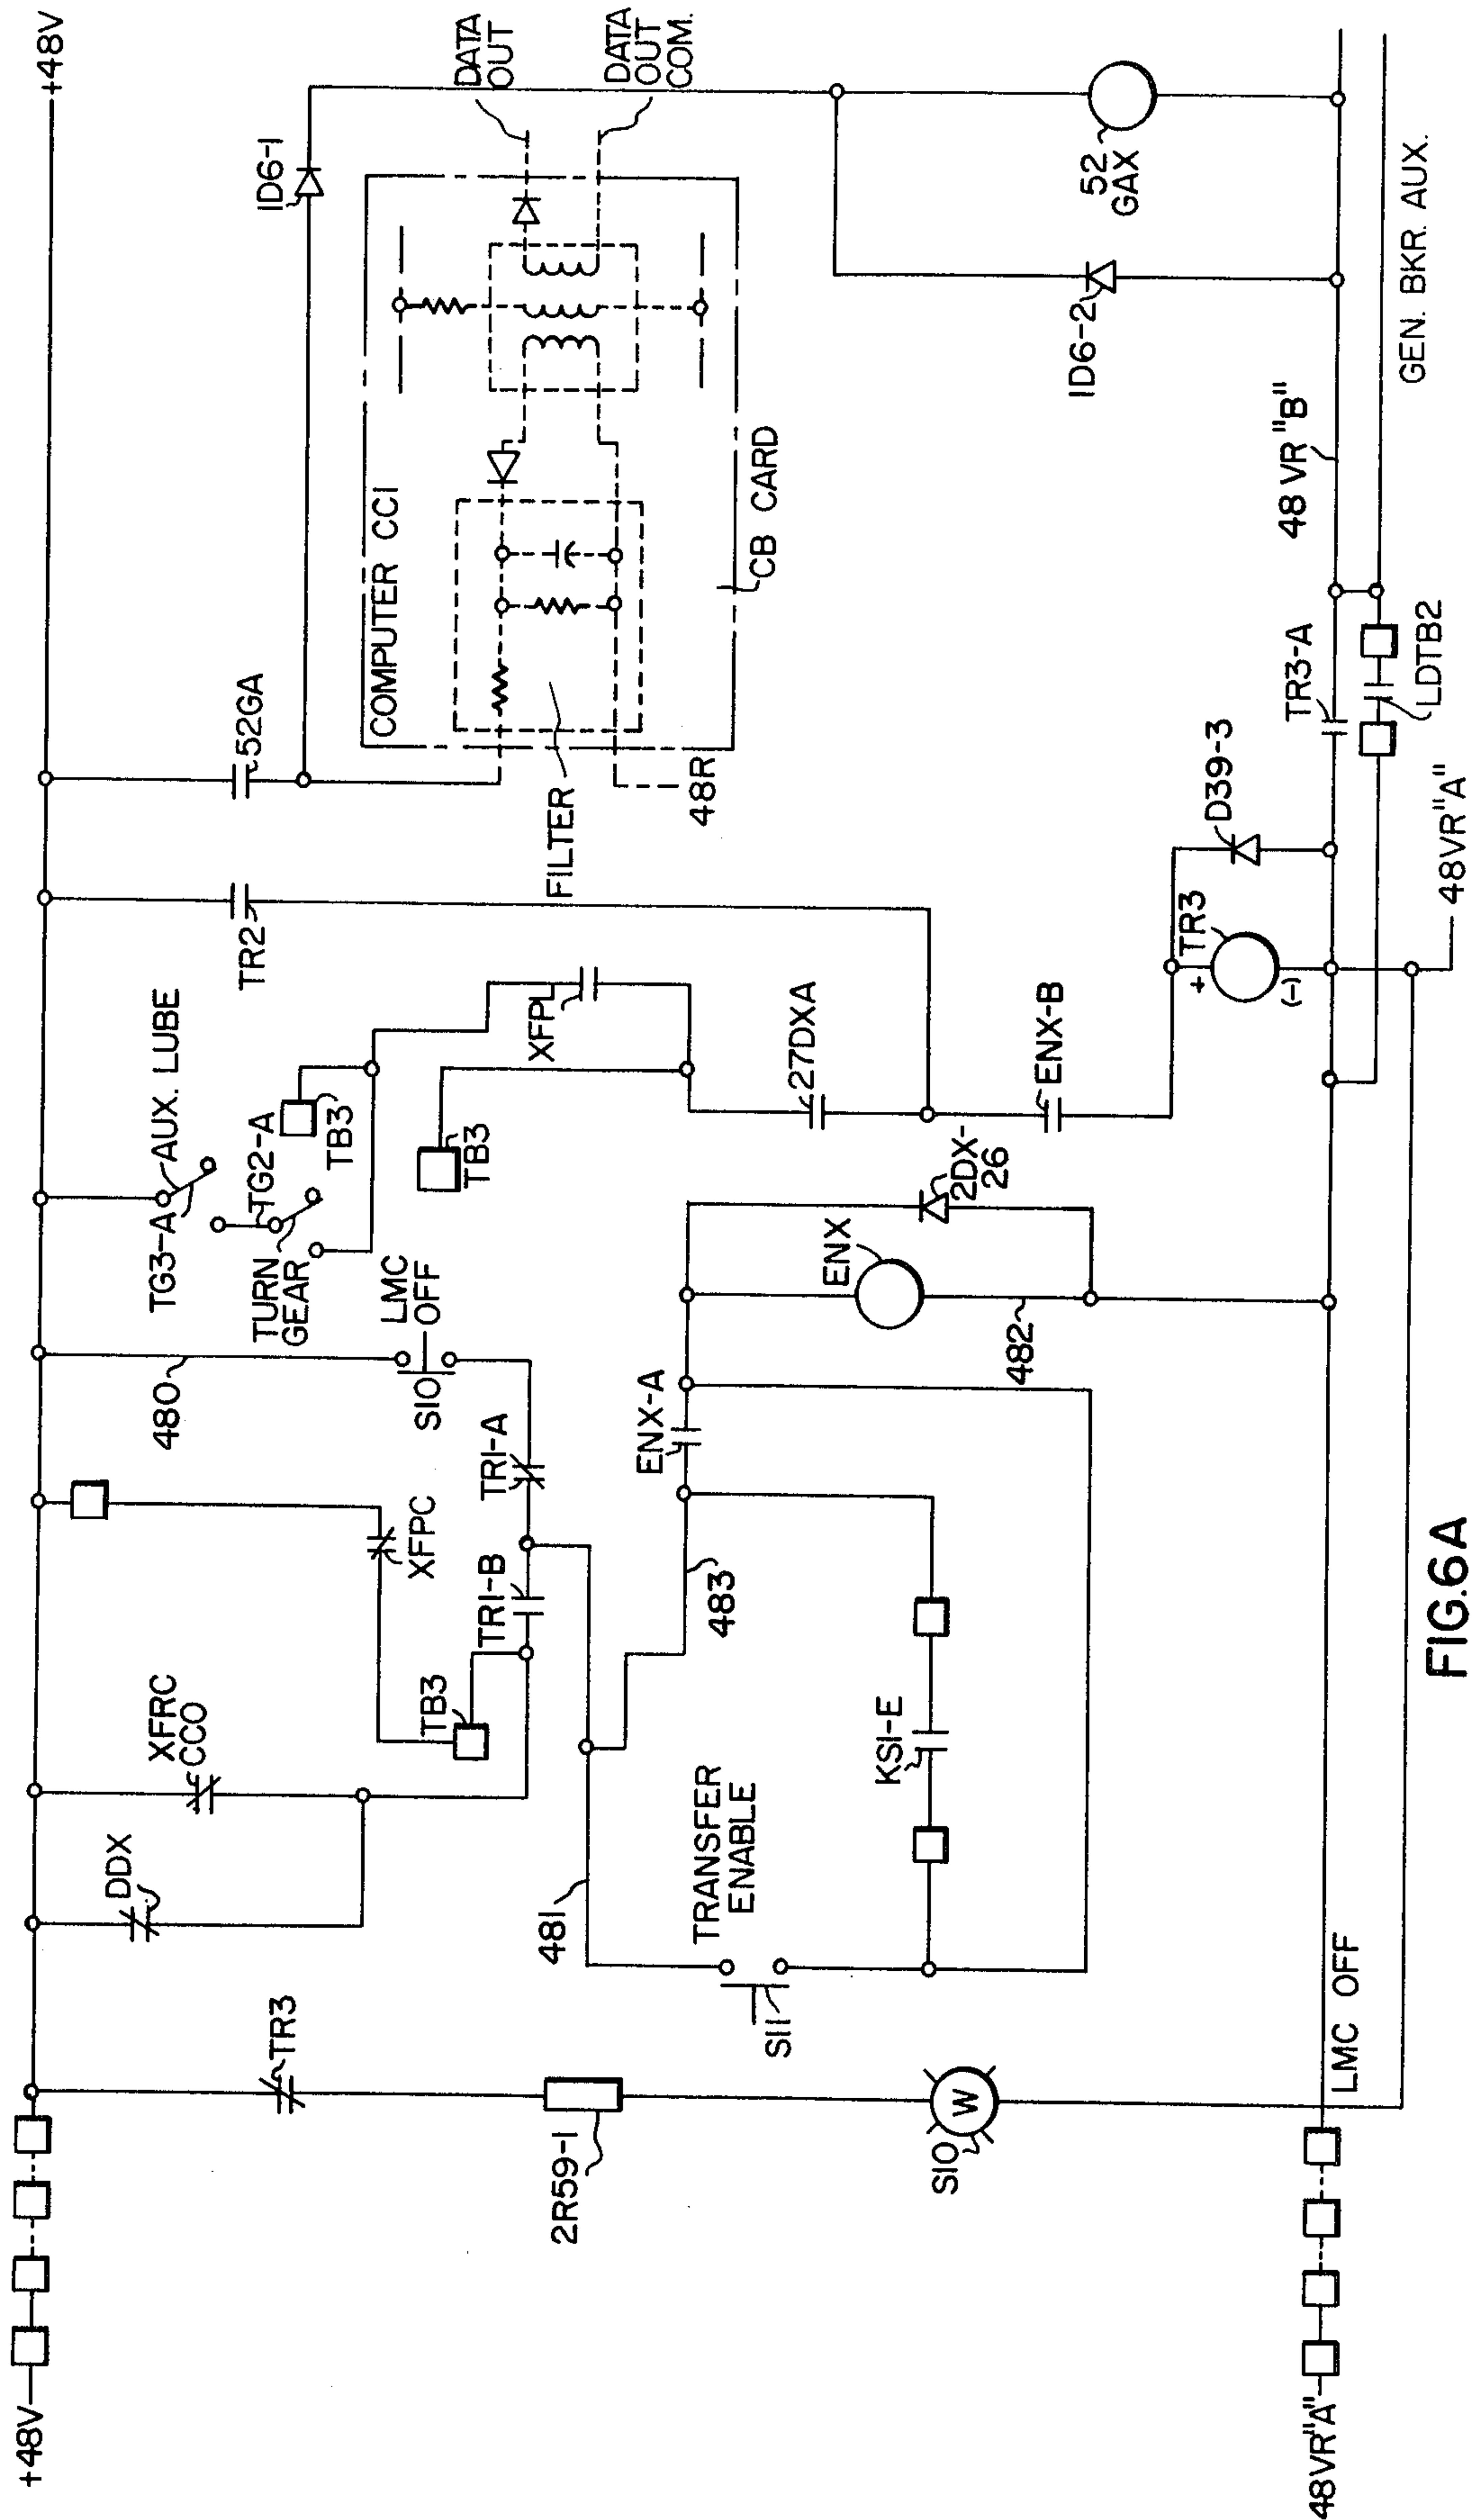 +48V
+48V
TR3
2R59-1
S10
W
LMC OFF
48VR"A"
DDX
XFRC
CCO
XFPC
TB3
TR1-B
TR1-A
480
S10
LMC
OFF
481
TRANSFER
ENABLE
S11
KS1-E
483
ENX-A
ENX
482
2DX-
26
TG3-A
AUX. LUBE
TURN
GEAR
TG2-A
TB3
TB3
XFPL
27DXA
ENX-B
TR2
52GA
TR3
+
(-)
D39-3
48VR"A"
TR3-A
LDTB2
48 VR "B"
GEN. BKR. AUX.
COMPUTER CCI
FILTER
48R
CB CARD
DATA
OUT
DATA
OUT
COM.
ID6-1
ID6-2
52
GAX
FIG.6A